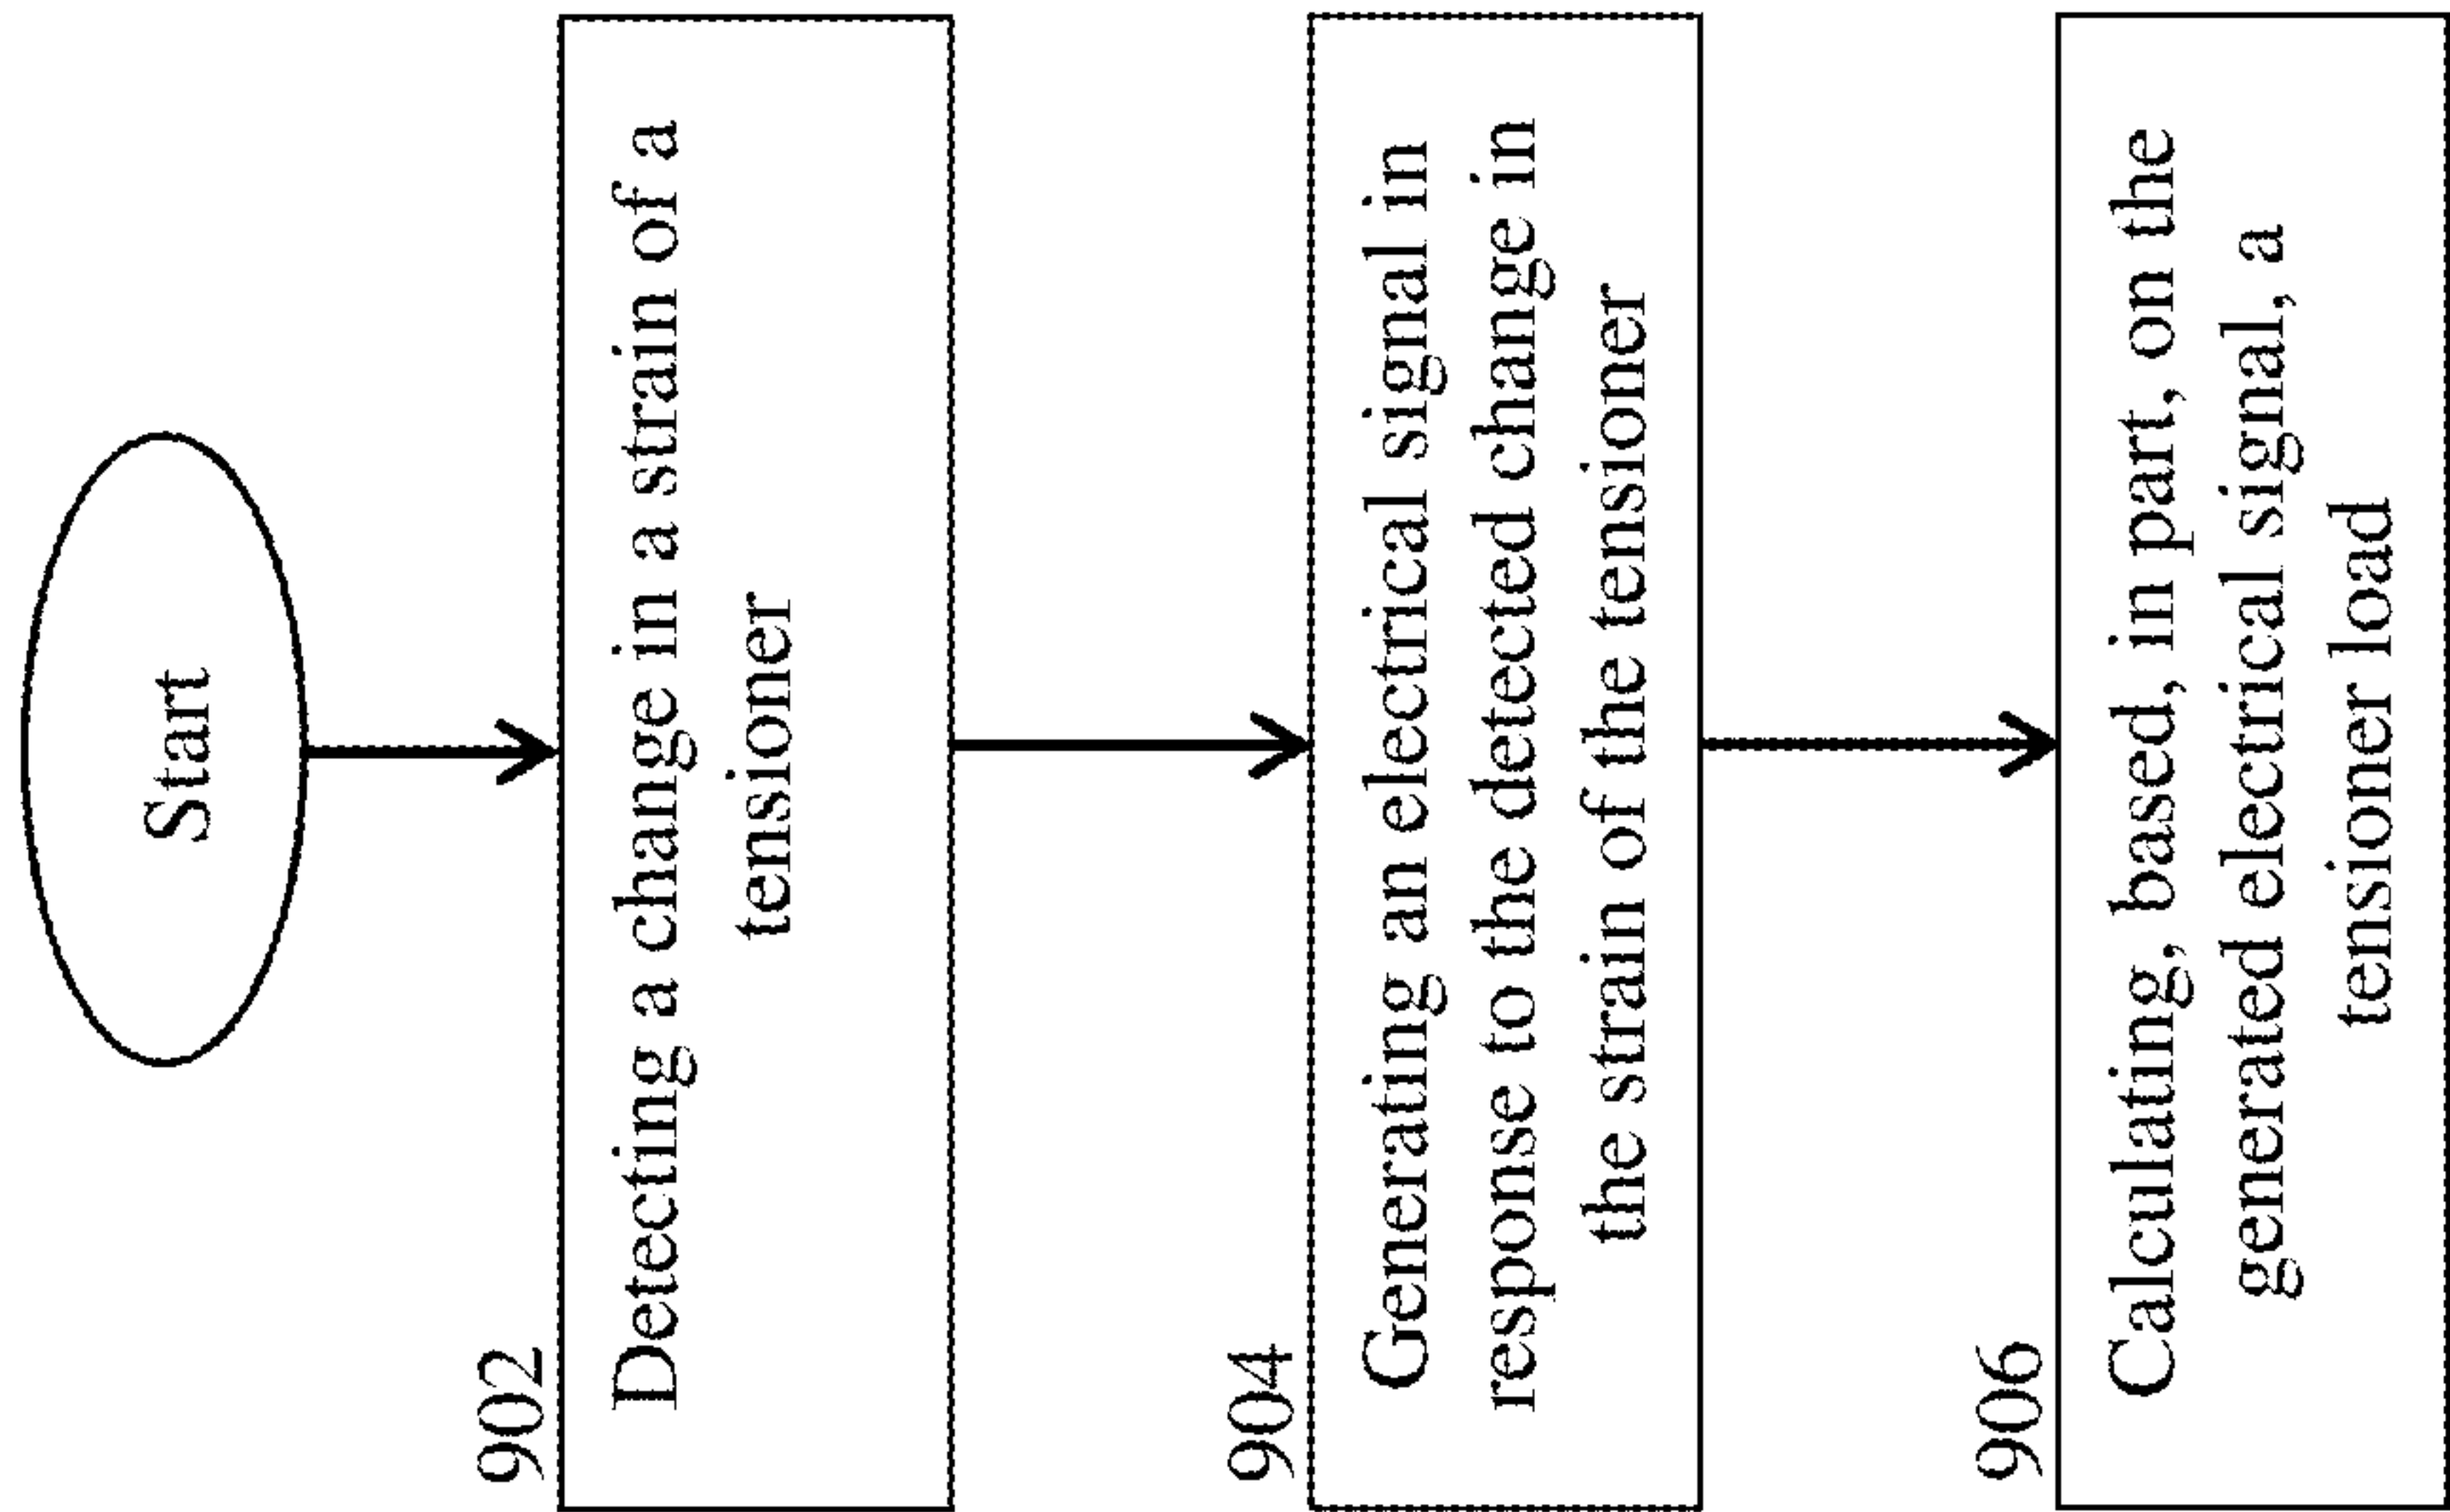 Start
902
Detecting a change in a strain of a
tensioner
904
Generating an electrical signal in
response to the detected change in
the strain of the tensioner
906
Calculating, based, in part, on the
generated electrical signal, a
tensioner load